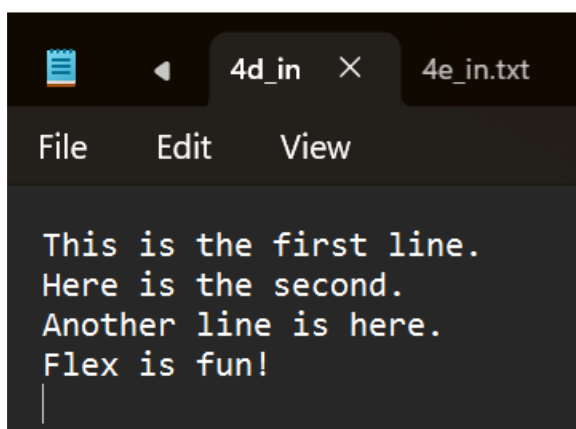 4d_in 4e_in.txt
File Edit View
This is the first line.
Here is the second.
Another line is here.
Flex is fun!